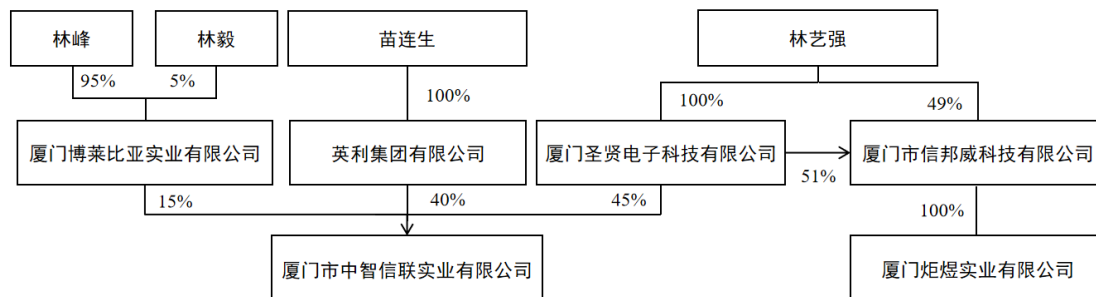 林峰
林毅
苗连生
林艺强
95%
5%
100%
100%
49%
厦门博莱比亚实业有限公司
英利集团有限公司
厦门圣贤电子科技有限公司
厦门市信邦威科技有限公司
51%
15%
40%
45%
100%
厦门市中智信联实业有限公司
厦门炬煜实业有限公司